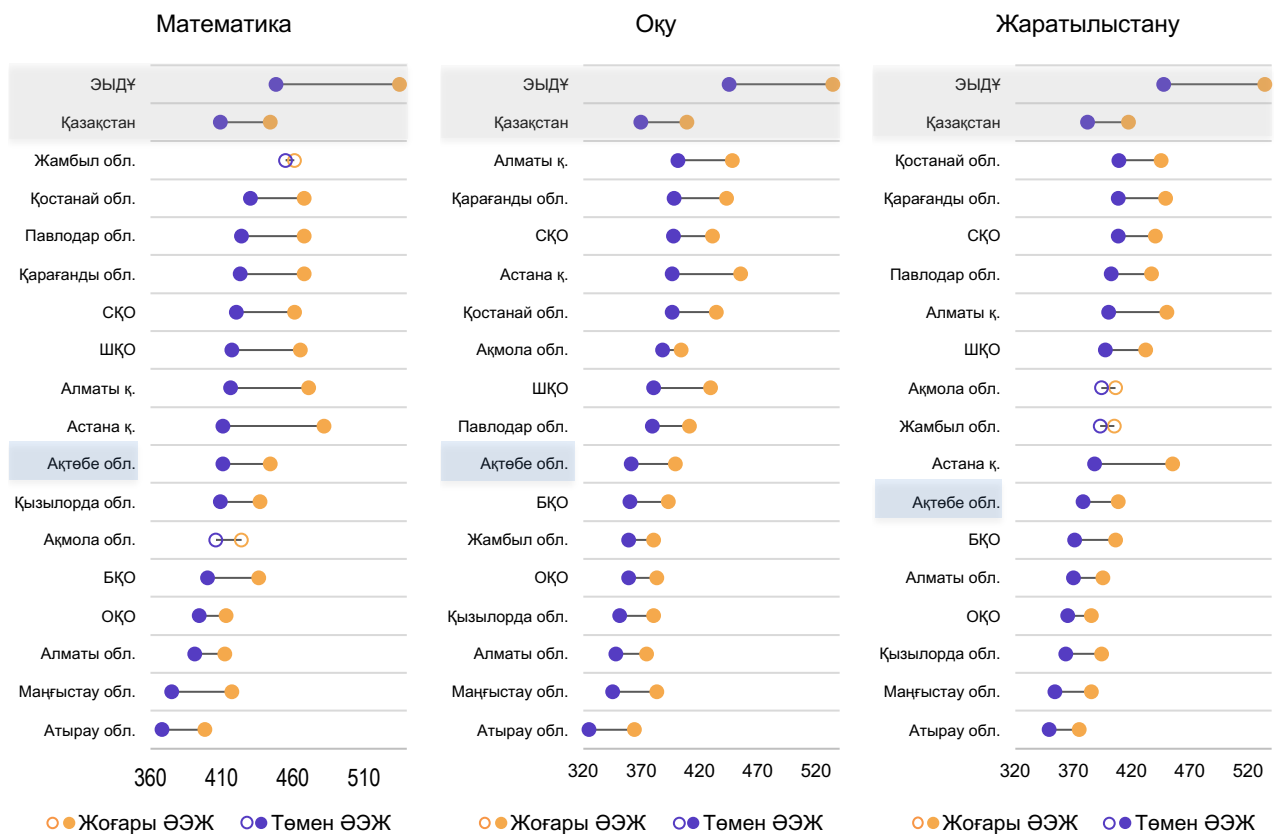 Математика
ЭЫДҰ
Қазақстан
Жамбыл обл.
Қостанай обл.
Павлодар обл.
Қарағанды обл.
СҚО
ШҚО
Алматы қ.
Астана қ.
Ақтөбе обл.
Қызылорда обл.
Ақмола обл.
БҚО
ОҚО
Алматы обл.
Маңғыстау обл.
Атырау обл.
360 410 460 510
Жоғары ӘЭЖ Төмен ӘЭЖ
Оқу
ЭЫДҰ
Қазақстан
Алматы қ.
Қарағанды обл.
СҚО
Астана қ.
Қостанай обл.
Ақмола обл.
ШҚО
Павлодар обл.
Ақтөбе обл.
БҚО
Жамбыл обл.
ОҚО
Қызылорда обл.
Алматы обл.
Маңғыстау обл.
Атырау обл.
320 370 420 470 520
Жоғары ӘЭЖ Төмен ӘЭЖ
Жаратылыстану
ЭЫДҰ
Қазақстан
Қостанай обл.
Қарағанды обл.
СҚО
Павлодар обл.
Алматы қ.
ШҚО
Ақмола обл.
Жамбыл обл.
Астана қ.
Ақтөбе обл.
БҚО
Алматы обл.
ОҚО
Қызылорда обл.
Маңғыстау обл.
Атырау обл.
320 370 420 470 520
Жоғары ӘЭЖ Төмен ӘЭЖ